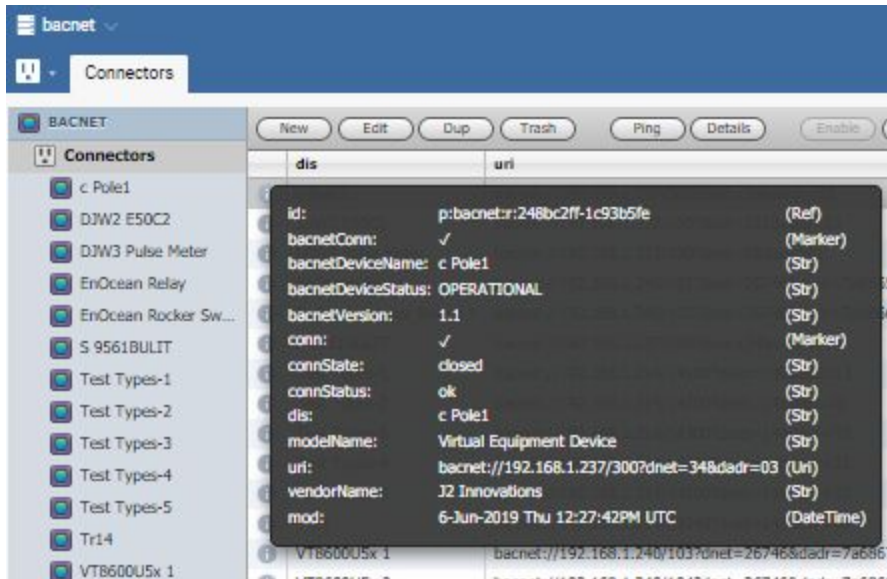 bacnet
Connectors
BACNET
New Edit Dup Trash Ping Details Enable
Connectors
dis uri
c Pole1
DJW2 E50C2
DJW3 Pulse Meter
EnOcean Relay
EnOcean Rocker Sw...
S 9561BULIT
Test Types-1
Test Types-2
Test Types-3
Test Types-4
Test Types-5
Tr14
VT8600U5x 1
id: p:bacnet:r:248bc2ff-1c93b5fe (Ref)
bacnetConn: ✓ (Marker)
bacnetDeviceName: c Pole1 (Str)
bacnetDeviceStatus: OPERATIONAL (Str)
bacnetVersion: 1.1 (Str)
conn: ✓ (Marker)
connState: closed (Str)
connStatus: ok (Str)
dis: c Pole1 (Str)
modelName: Virtual Equipment Device (Str)
uri: bacnet://192.168.1.237/300?dnet=34&dadr=03 (Uri)
vendorName: J2 Innovations (Str)
mod: 6-Jun-2019 Thu 12:27:42PM UTC (DateTime)
VT8600U5x 1 bacnet://192.168.1.240/103?dnet=26746&dadr=7a686